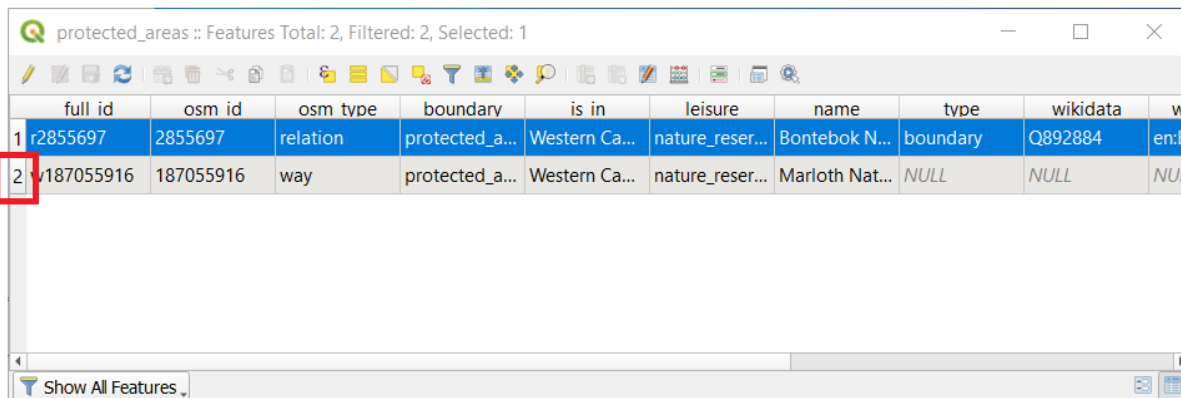 protected_areas :: Features Total: 2, Filtered: 2, Selected: 1
full_id osm_id osm_type boundary is_in leisure name type wikidata w
1 r2855697 2855697 relation protected_a... Western Ca... nature_reser... Bontebok N... boundary Q892884 en:
2 w187055916 187055916 way protected_a... Western Ca... nature_reser... Marloth Nat... NULL NULL NU
Show All Features